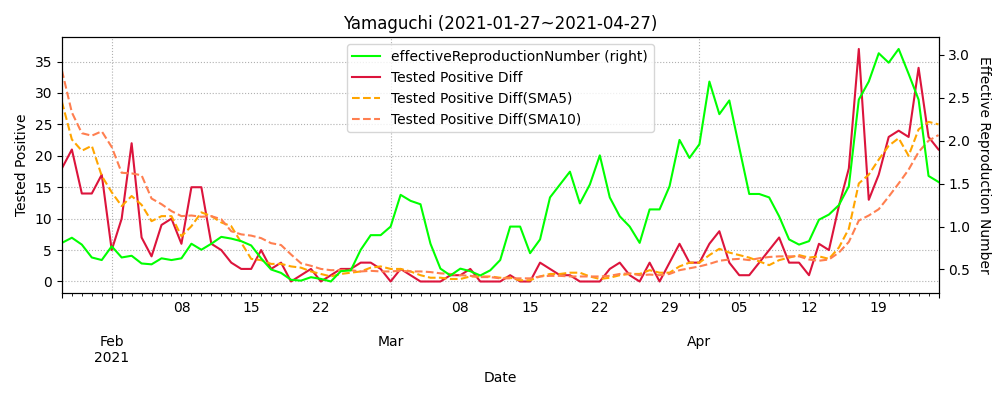 Yamaguchi (2021-01-27~2021-04-27)
effectiveReproductionNumber (right)
Tested Positive Diff
Tested Positive Diff(SMA5)
Tested Positive Diff(SMA10)
Tested Positive
35
30
25
20
15
10
5
0
3.0
2.5
2.0
1.5
1.0
0.5
Effective Reproduction Number
08 15 22 08 15 22 29 05 12 19
Feb Mar Apr
2021
Date